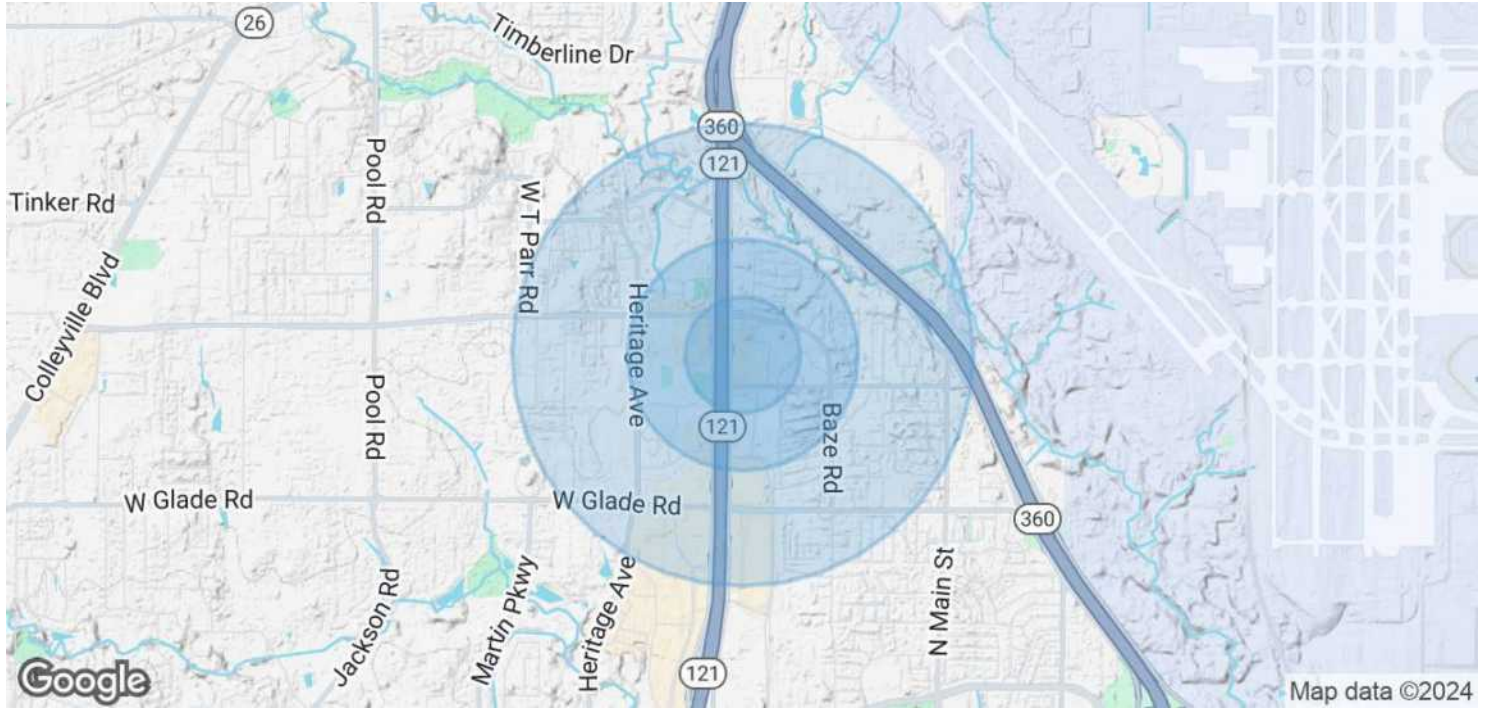 26
Timberline Dr
360
121
Pool Rd
Tinker Rd
W T Parr Rd
Colleyville Blvd
Heritage Ave
Pool Rd
121
Baze Rd
W Glade Rd
W Glade Rd
360
Jackson Rd
Martin Pkwy
Heritage Ave
N Main St
121
Google
Map data ©2024